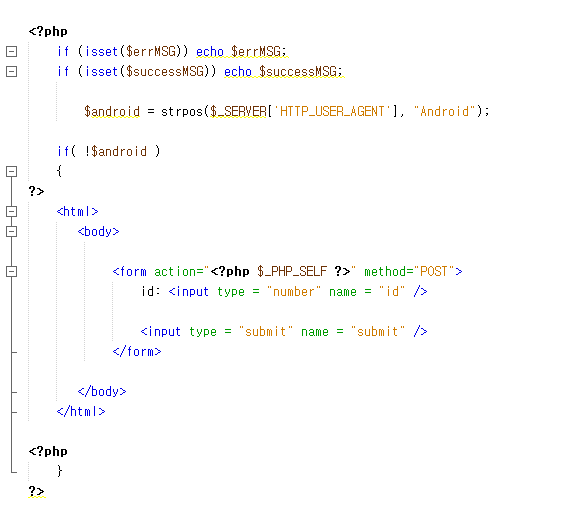 <?php
if (isset($errMSG)) echo $errMSG;
if (isset($successMSG)) echo $successMSG;
$android = strpos($_SERVER['HTTP_USER_AGENT'], "Android");
if( !$android )
{
?>
<html>
<body>
<form action="<?php $_PHP_SELF ?>" method="POST">
id: <input type = "number" name = "id" />
<input type = "submit" name = "submit" />
</form>
</body>
</html>
<?php
}
?>